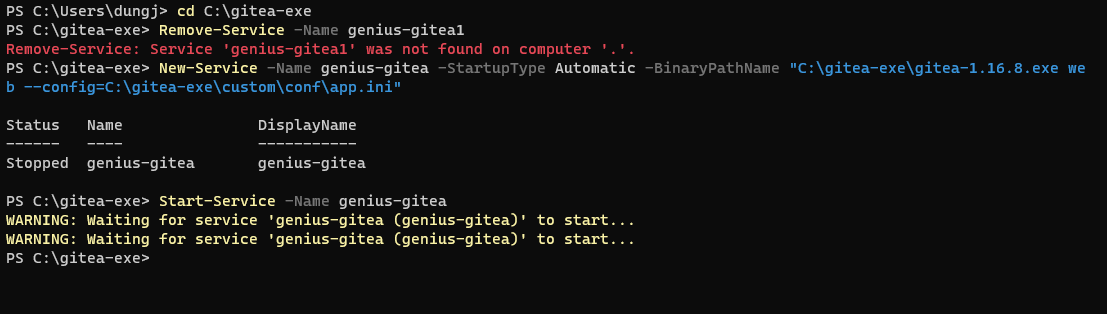 PS C:\Users\dungj> cd C:\gitea-exe
PS C:\gitea-exe> Remove-Service -Name genius-gitea1
Remove-Service: Service 'genius-gitea1' was not found on computer '.'.
PS C:\gitea-exe> New-Service -Name genius-gitea -StartupType Automatic -BinaryPathName "C:\gitea-exe\gitea-1.16.8.exe we
b --config=C:\gitea-exe\custom\conf\app.ini"
Status   Name               DisplayName
------   ----               -----------
Stopped  genius-gitea       genius-gitea
PS C:\gitea-exe> Start-Service -Name genius-gitea
WARNING: Waiting for service 'genius-gitea (genius-gitea)' to start...
WARNING: Waiting for service 'genius-gitea (genius-gitea)' to start...
PS C:\gitea-exe>